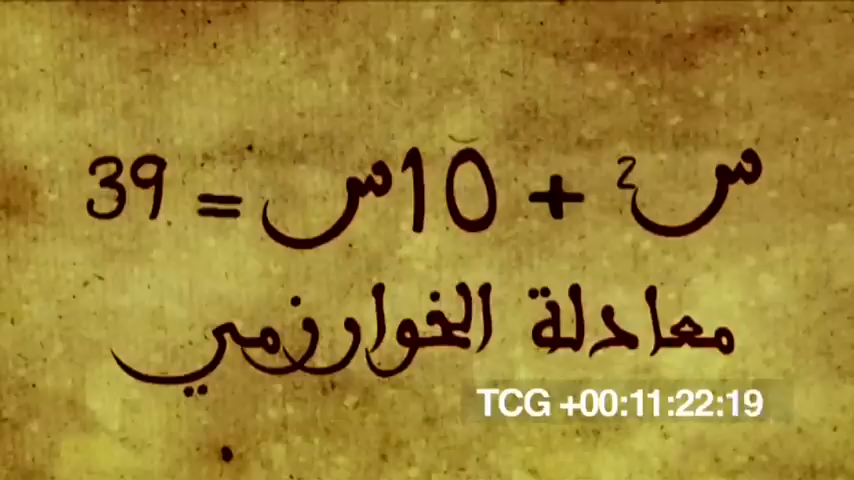 س² + 10س = 39
معادلة الخوارزمي
TCG +00:11:22:19